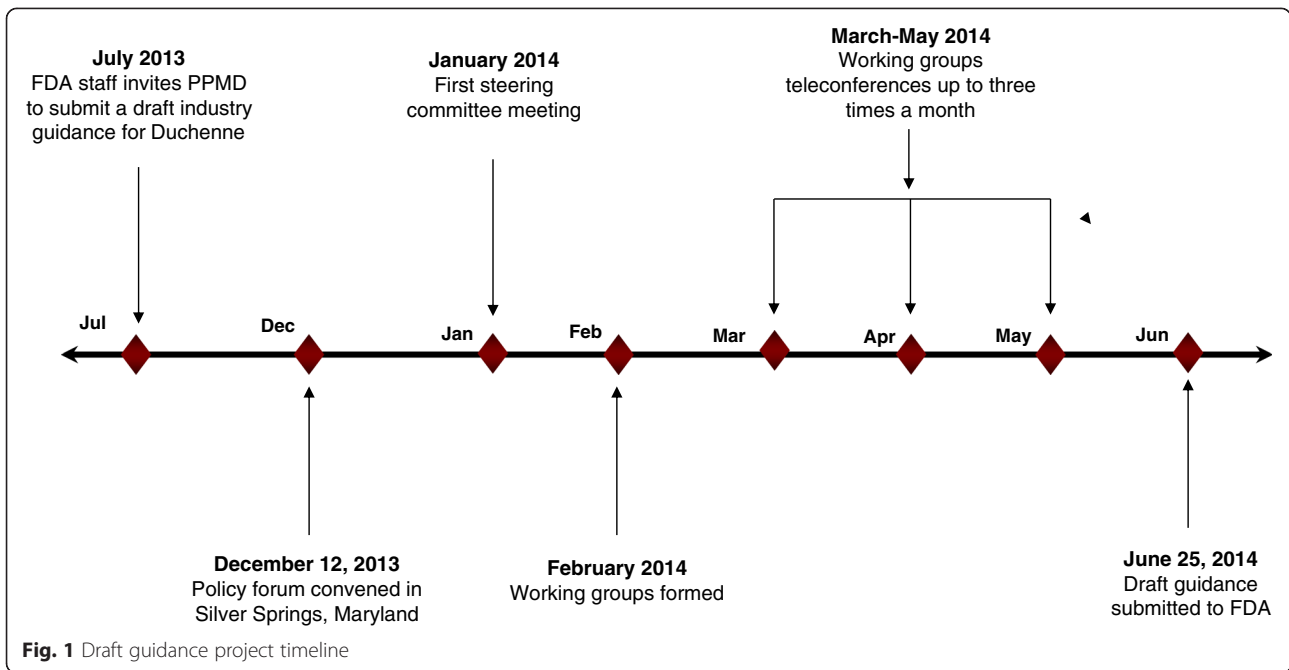 July 2013
FDA staff invites PPMD
to submit a draft industry
guidance for Duchenne
January 2014
First steering
committee meeting
March-May 2014
Working groups
teleconferences up to three
times a month
Jul
Dec
Jan
Feb
Mar
Apr
May
Jun
December 12, 2013
Policy forum convened in
Silver Springs, Maryland
February 2014
Working groups formed
June 25, 2014
Draft guidance
submitted to FDA
Fig. 1 Draft guidance project timeline